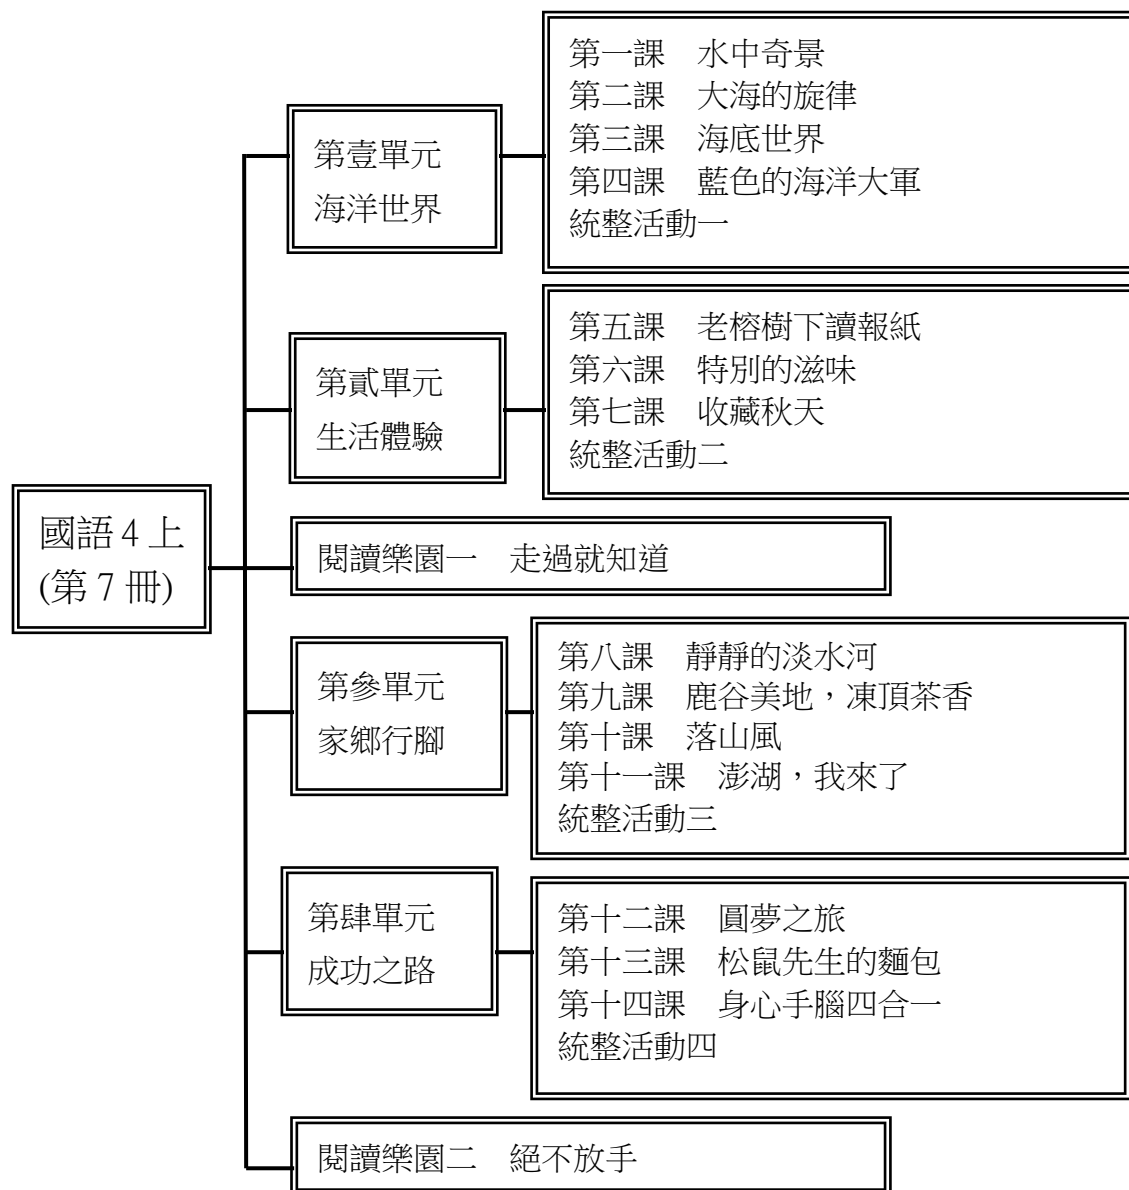 國語 4 上
(第 7 冊)
第壹單元
海洋世界
第一課　水中奇景
第二課　大海的旋律
第三課　海底世界
第四課　藍色的海洋大軍
統整活動一
第貳單元
生活體驗
第五課　老榕樹下讀報紙
第六課　特別的滋味
第七課　收藏秋天
統整活動二
閱讀樂園一　走過就知道
第參單元
家鄉行腳
第八課　靜靜的淡水河
第九課　鹿谷美地，凍頂茶香
第十課　落山風
第十一課　澎湖，我來了
統整活動三
第肆單元
成功之路
第十二課　圓夢之旅
第十三課　松鼠先生的麵包
第十四課　身心手腦四合一
統整活動四
閱讀樂園二　絕不放手